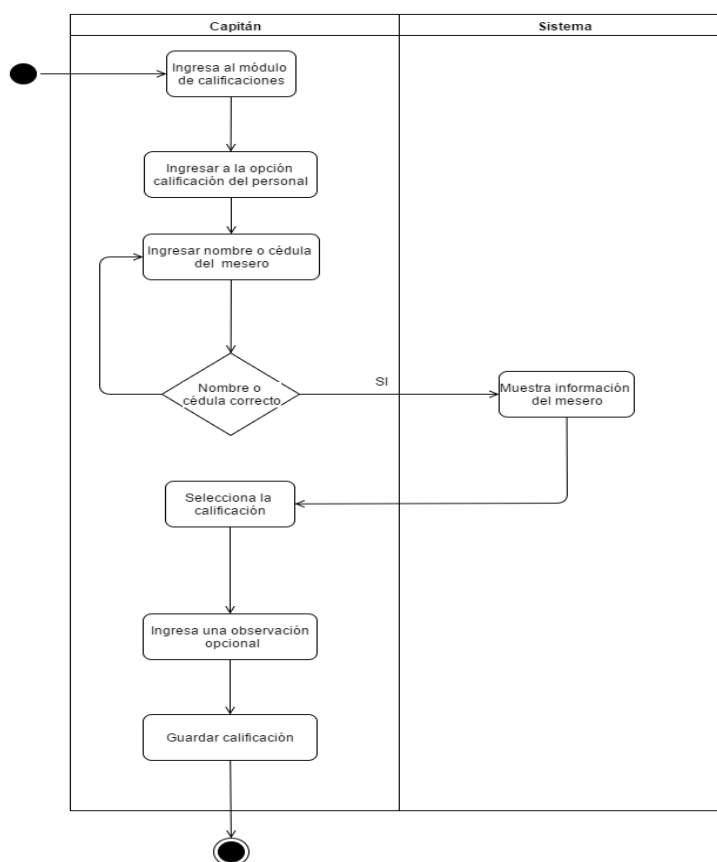 Capitán
Sistema
Ingresa al módulo
de calificaciones
Ingresar a la opción
calificación del personal
Ingresar nombre o cédula
del mesero
Nombre o
cédula correcto
SI
Muestra información
del mesero
Selecciona la
calificación
Ingresa una observación
opcional
Guardar calificación